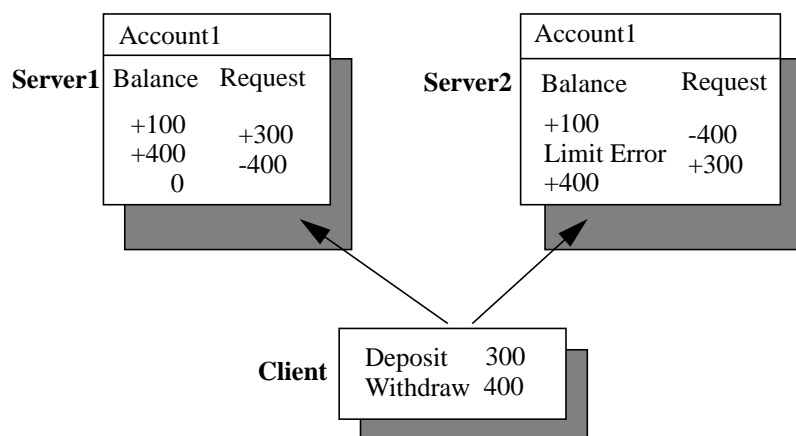 Account1
Server1
Balance Request
+100
+300
+400
-400
0
Account1
Server2
Balance Request
+100
-400
Limit Error
+300
+400
Client
Deposit 300
Withdraw 400